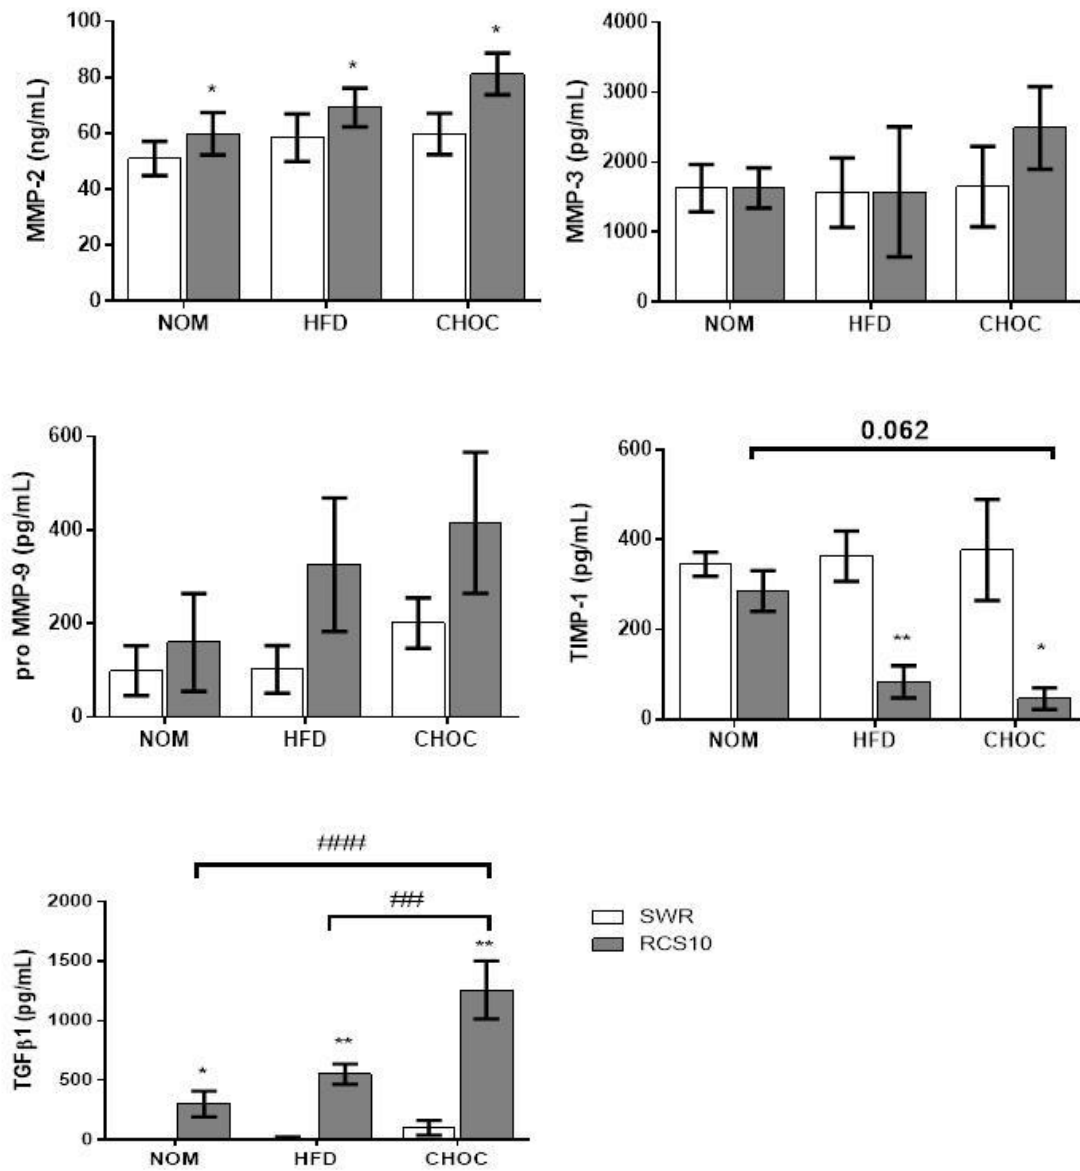 MMP-2 (ng/mL)
100
80
60
40
20
0
*
*
*
NOM HFD CHOC
MMP-3 (pg/mL)
4000
3000
2000
1000
0
NOM HFD CHOC
pro MMP-9 (pg/mL)
600
400
200
0
NOM HFD CHOC
0.062
TIMP-1 (pg/mL)
600
400
200
0
**
*
NOM HFD CHOC
####
###
TGFβ1 (pg/mL)
2000
1500
1000
500
0
*
**
**
NOM HFD CHOC
SWR
RCS10